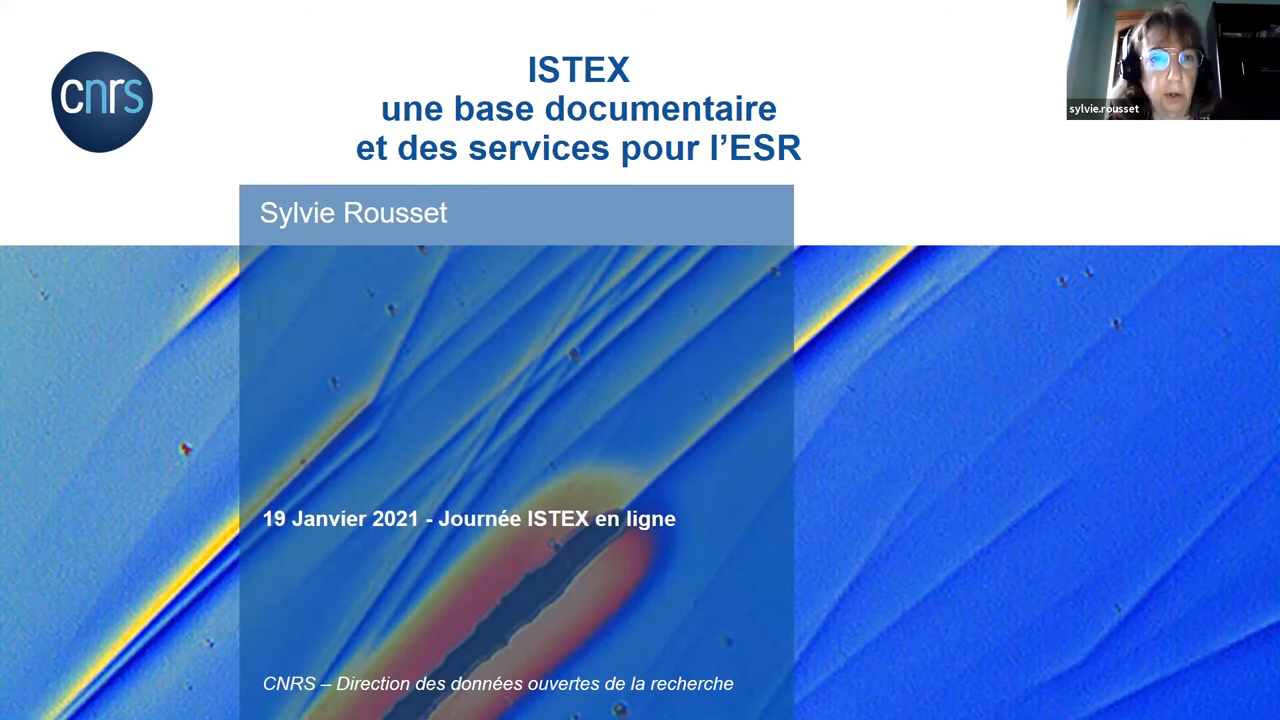 cnrs
ISTEX
une base documentaire
et des services pour l’ESR
sylvie.rousset
Sylvie Rousset
19 Janvier 2021 - Journée ISTEX en ligne
CNRS – Direction des données ouvertes de la recherche